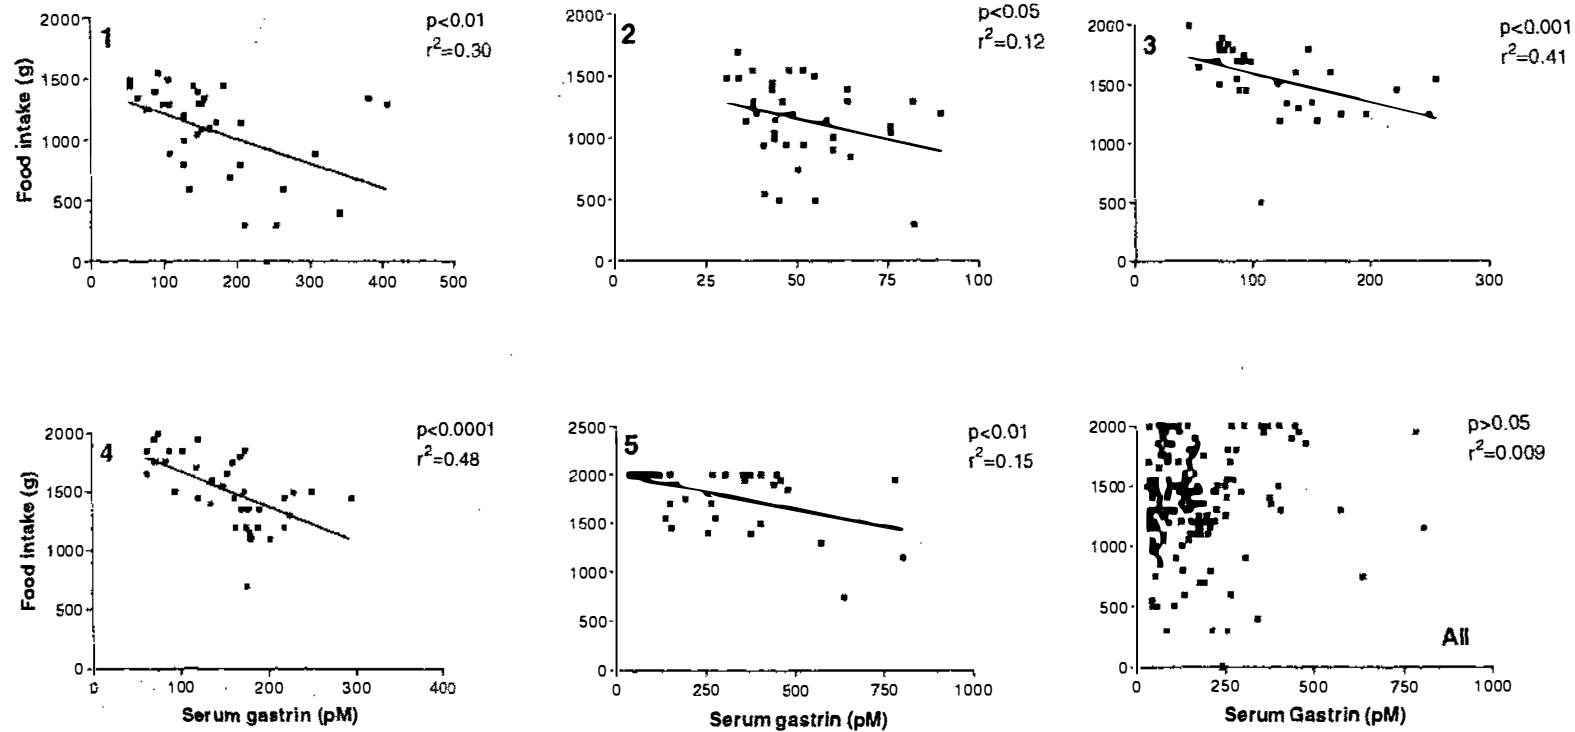 1
p<0.01
r²=0.30
Food intake (g)
2000
1500
1000
500
0
0 100 200 300 400 500
2
p<0.05
r²=0.12
2000
1500
1000
500
0
0 25 50 75 100
3
p<0.001
r²=0.41
2000
1500
1000
500
0
0 100 200 300
4
p<0.0001
r²=0.48
Food intake (g)
2000
1500
1000
500
0
0 100 200 300 400
Serum gastrin (pM)
5
p<0.01
r²=0.15
2500
2000
1500
1000
500
0
0 250 500 750 1000
Serum gastrin (pM)
p>0.05
r²=0.009
2000
1500
1000
500
0
All
0 250 500 750 1000
Serum Gastrin (pM)